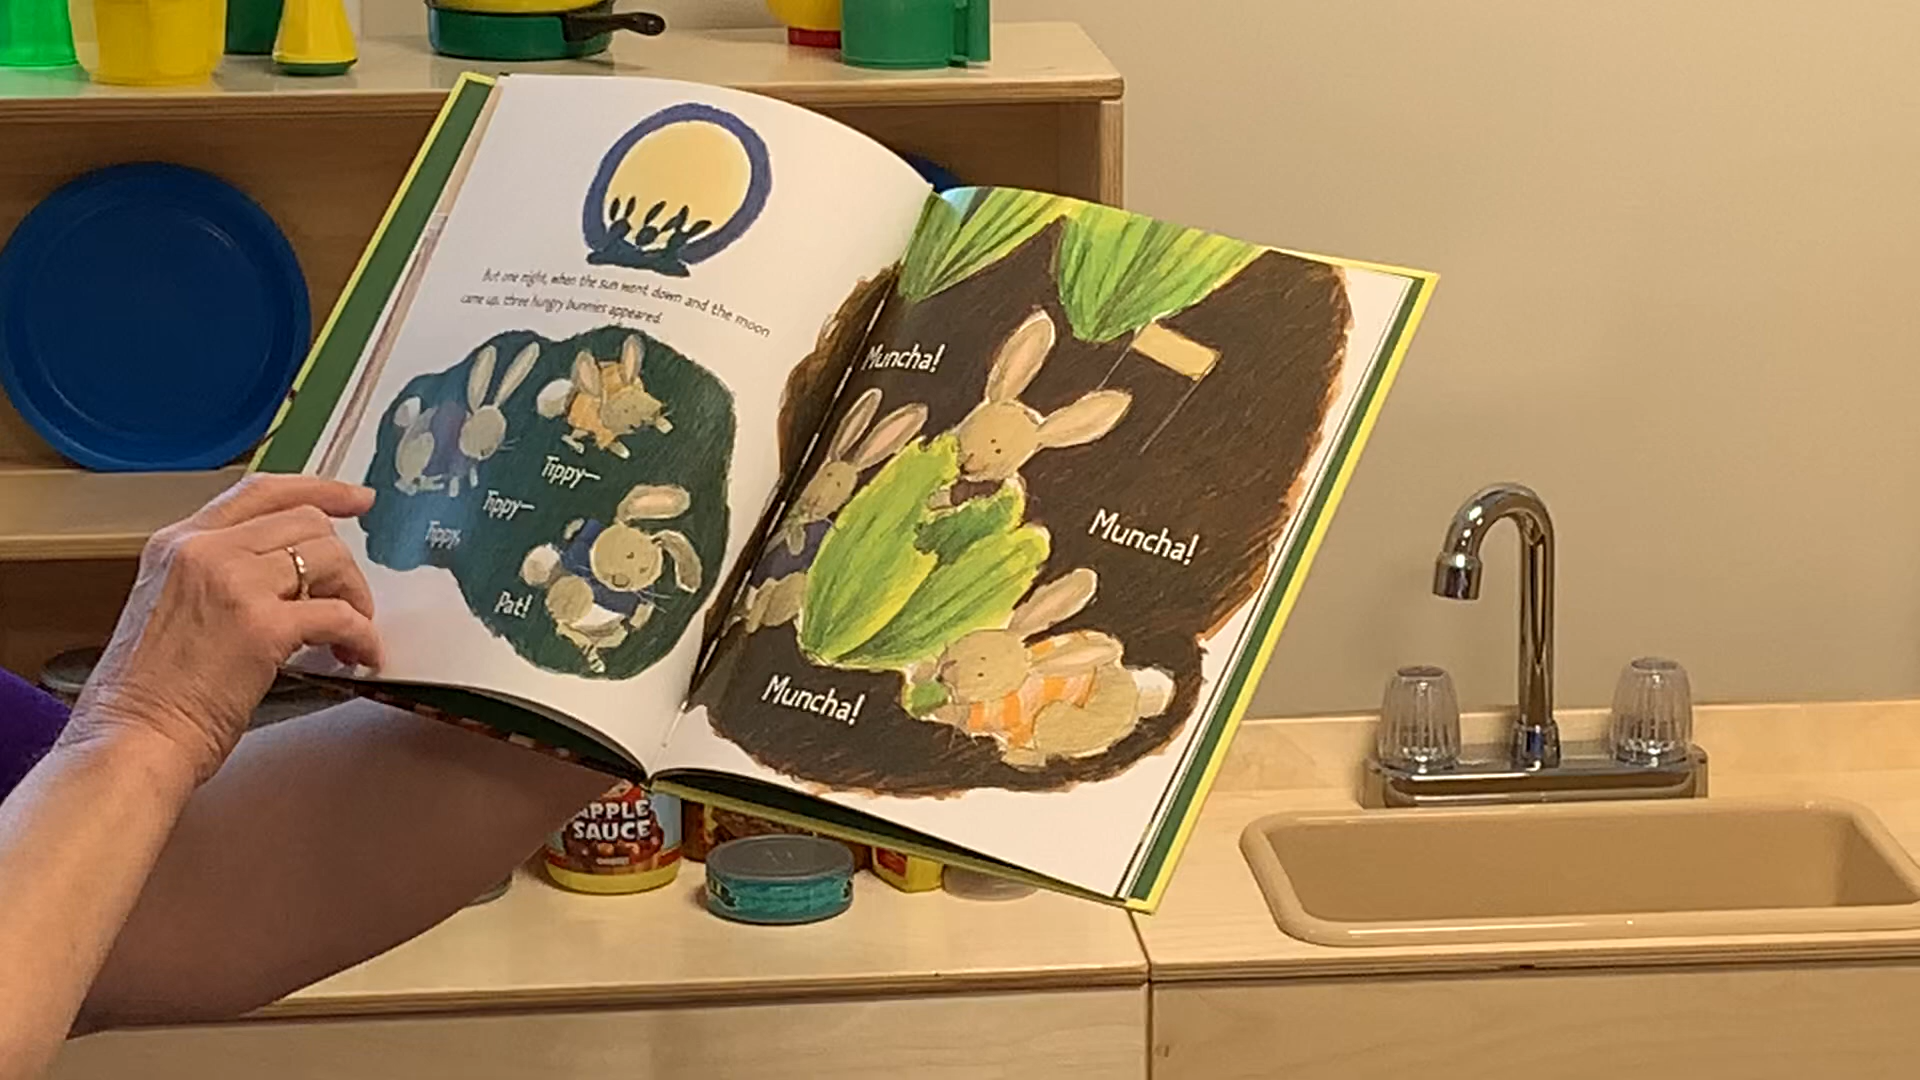 But one night, when the sun went down and the moon
came up, three hungry bunnies appeared.
Tippy—
Tippy—
Tippy,
Pat!
Muncha!
Muncha!
Muncha!
APPLE
SAUCE